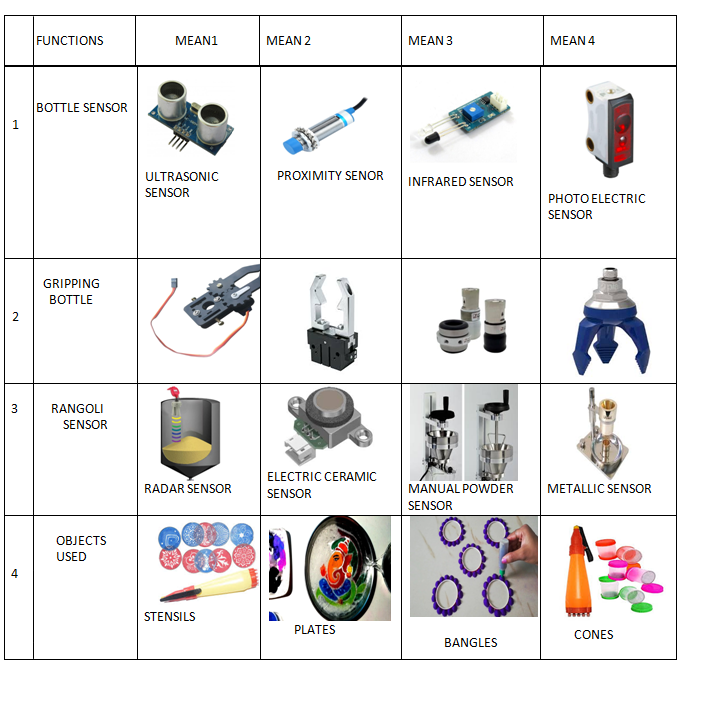 FUNCTIONS MEAN1 MEAN 2 MEAN 3 MEAN 4
1
BOTTLE SENSOR
ULTRASONIC
SENSOR
PROXIMITY SENOR
INFRARED SENSOR
PHOTO ELECTRIC
SENSOR
2
GRIPPING
BOTTLE
3
RANGOLI
SENSOR
RADAR SENSOR
ELECTRIC CERAMIC
SENSOR
MANUAL POWDER
SENSOR
METALLIC SENSOR
4
OBJECTS
USED
STENSILS
PLATES
BANGLES
CONES